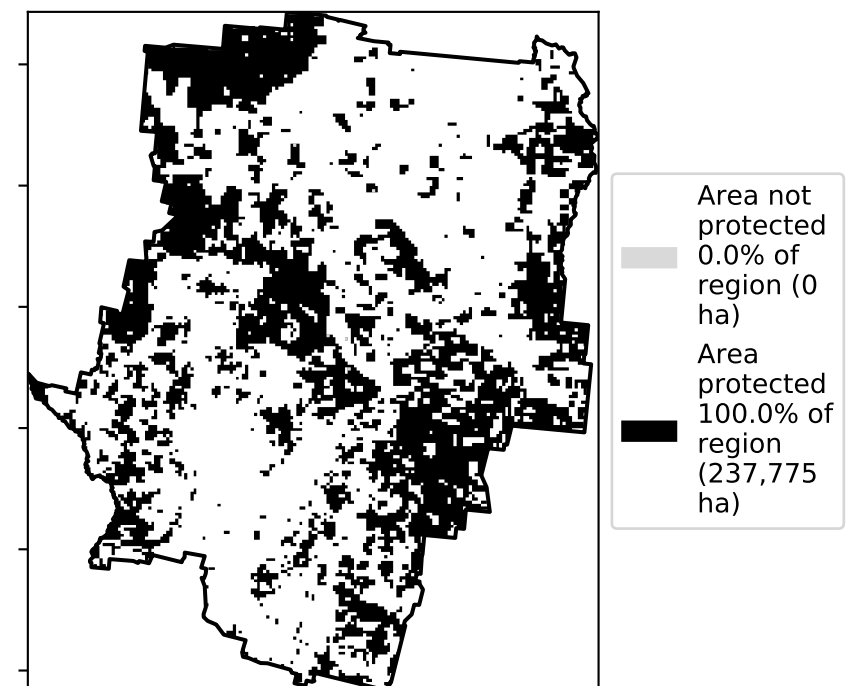 Area not
protected
0.0% of
region (0
ha)
Area
protected
100.0% of
region
(237,775
ha)